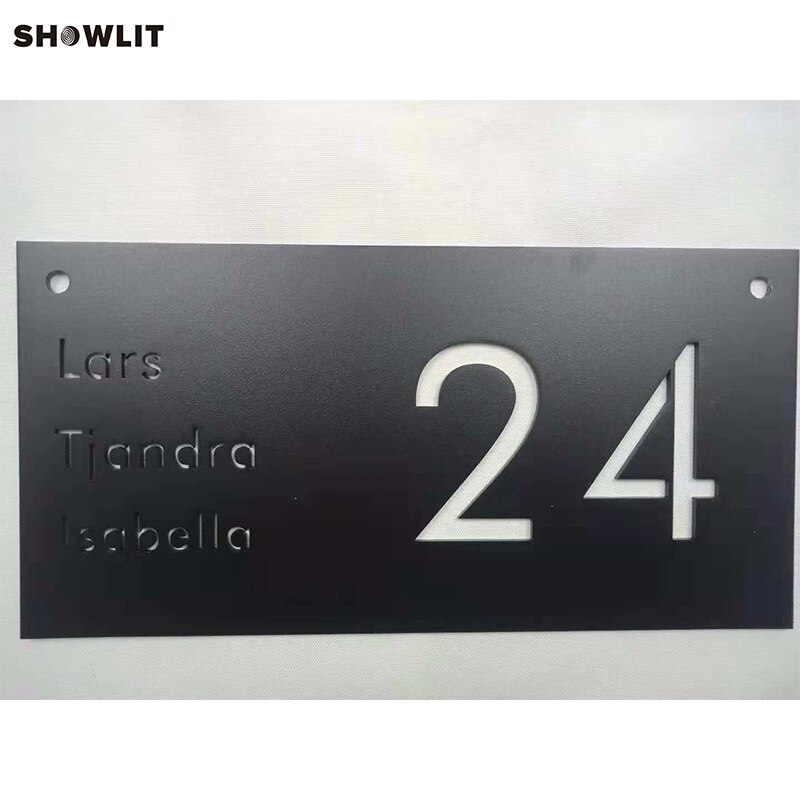 SHOWLIT
Lars
Tjandra
Isabella
24